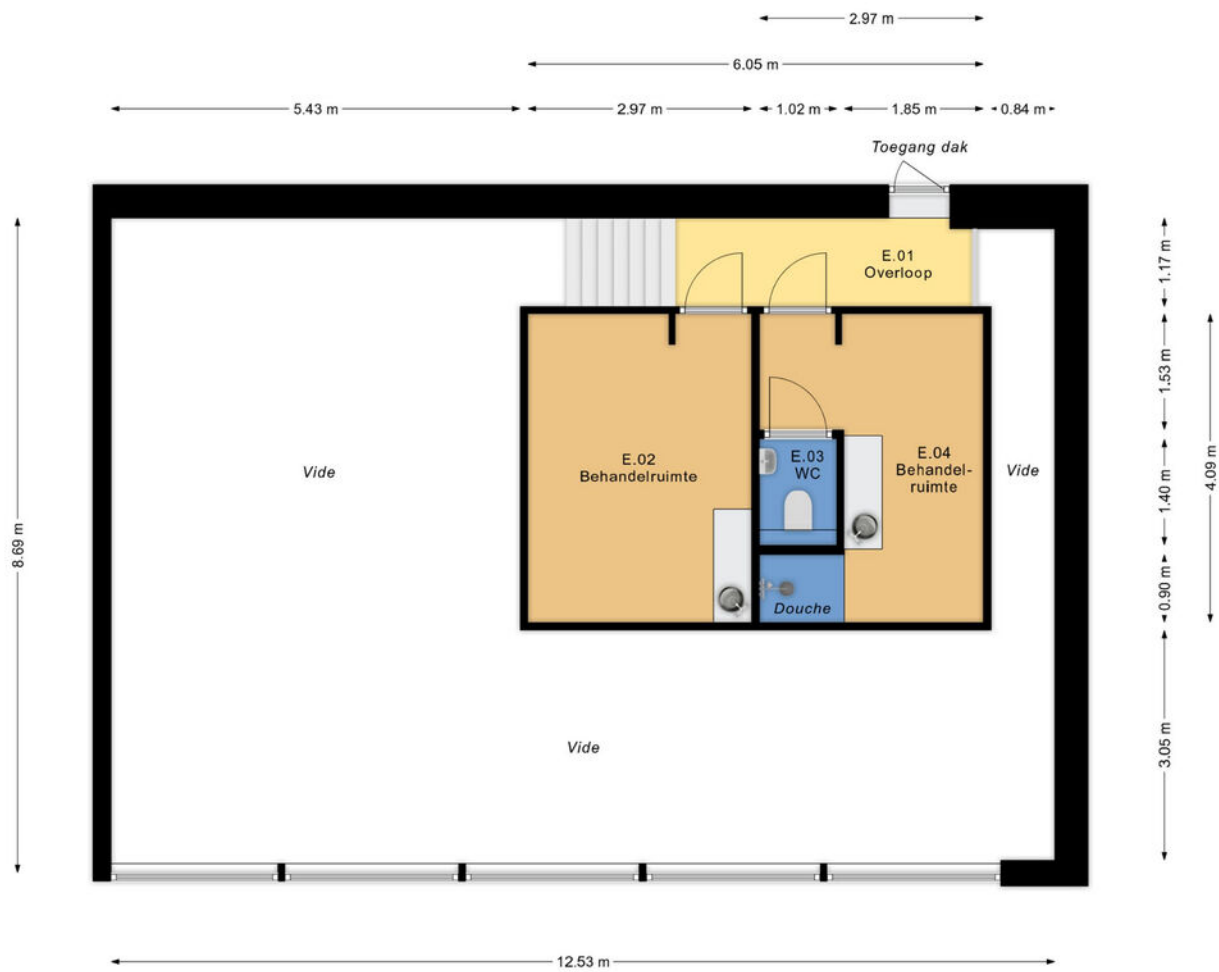 2.97 m
6.05 m
5.43 m
2.97 m
1.02 m
1.85 m
0.84 m
Toegang dak
E.01
Overloop
1.17 m
1.53 m
4.09 m
E.02
Behandelruimte
E.03
WC
E.04
Behandel-
ruimte
Vide
Vide
1.40 m
8.69 m
0.90 m
Douche
Vide
3.05 m
12.53 m